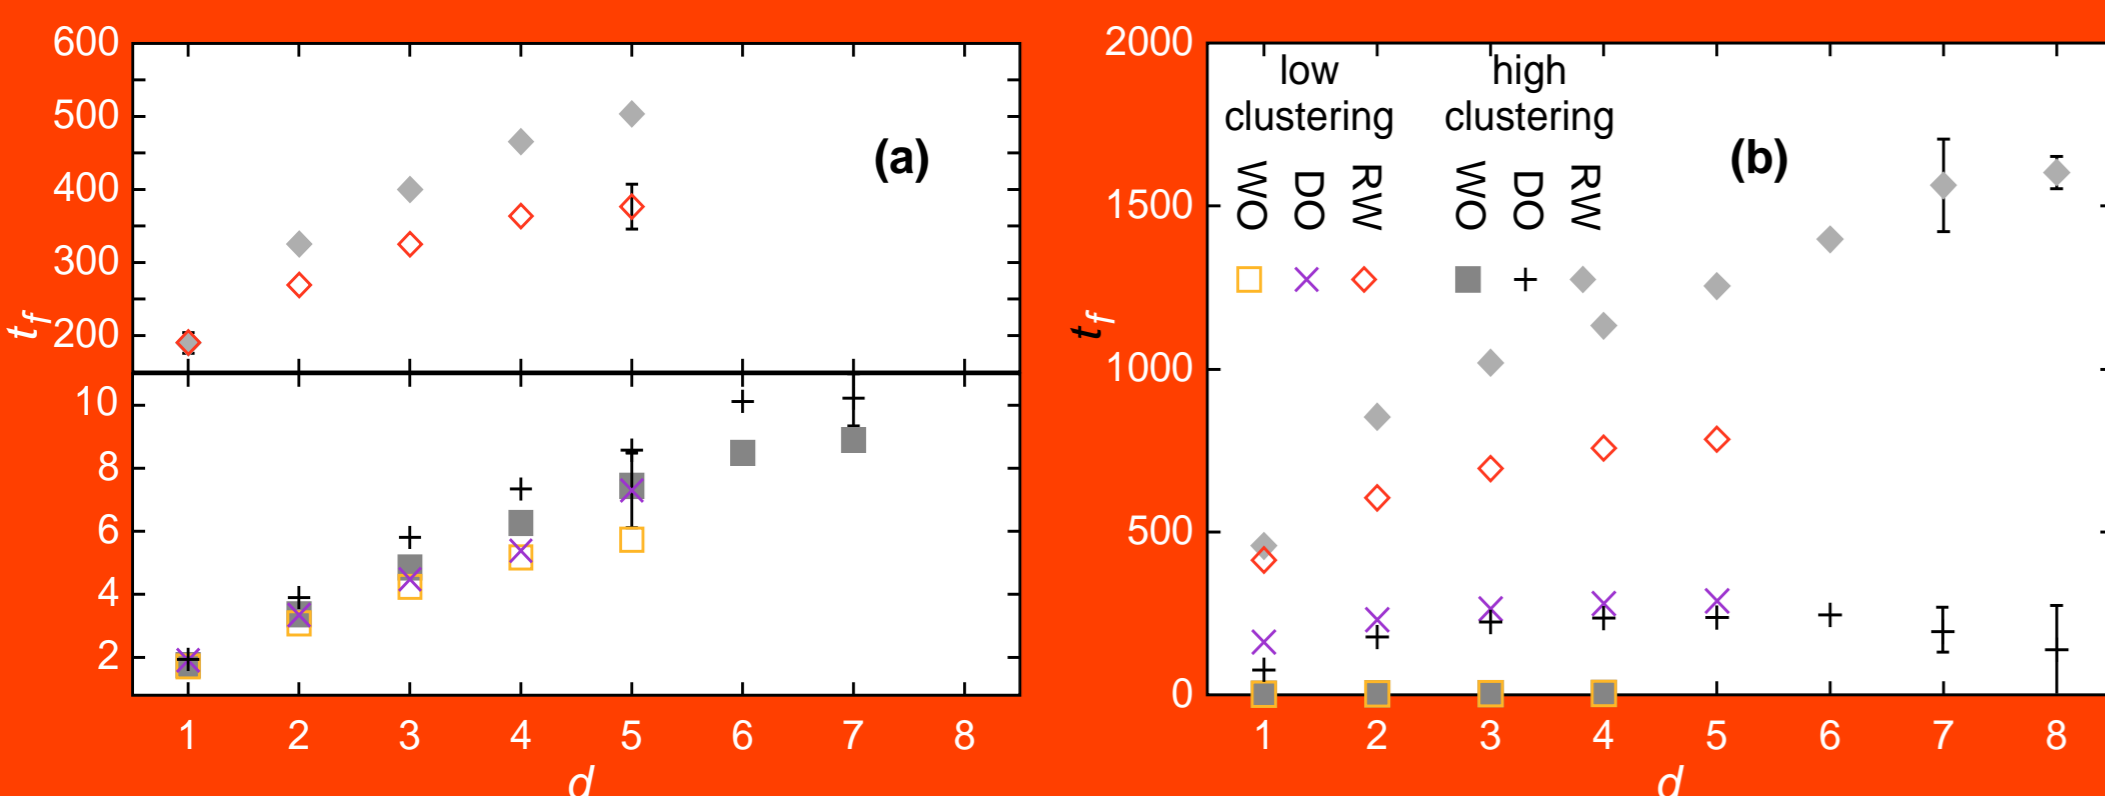 600
500
400
300
200
t_f
(a)
10
8
6
4
2
1 2 3 4 5 6 7 8
d
2000
1500
1000
500
0
t_f
low high
clustering clustering
WO DO RW WO DO RW
(b)
1 2 3 4 5 6 7 8
d